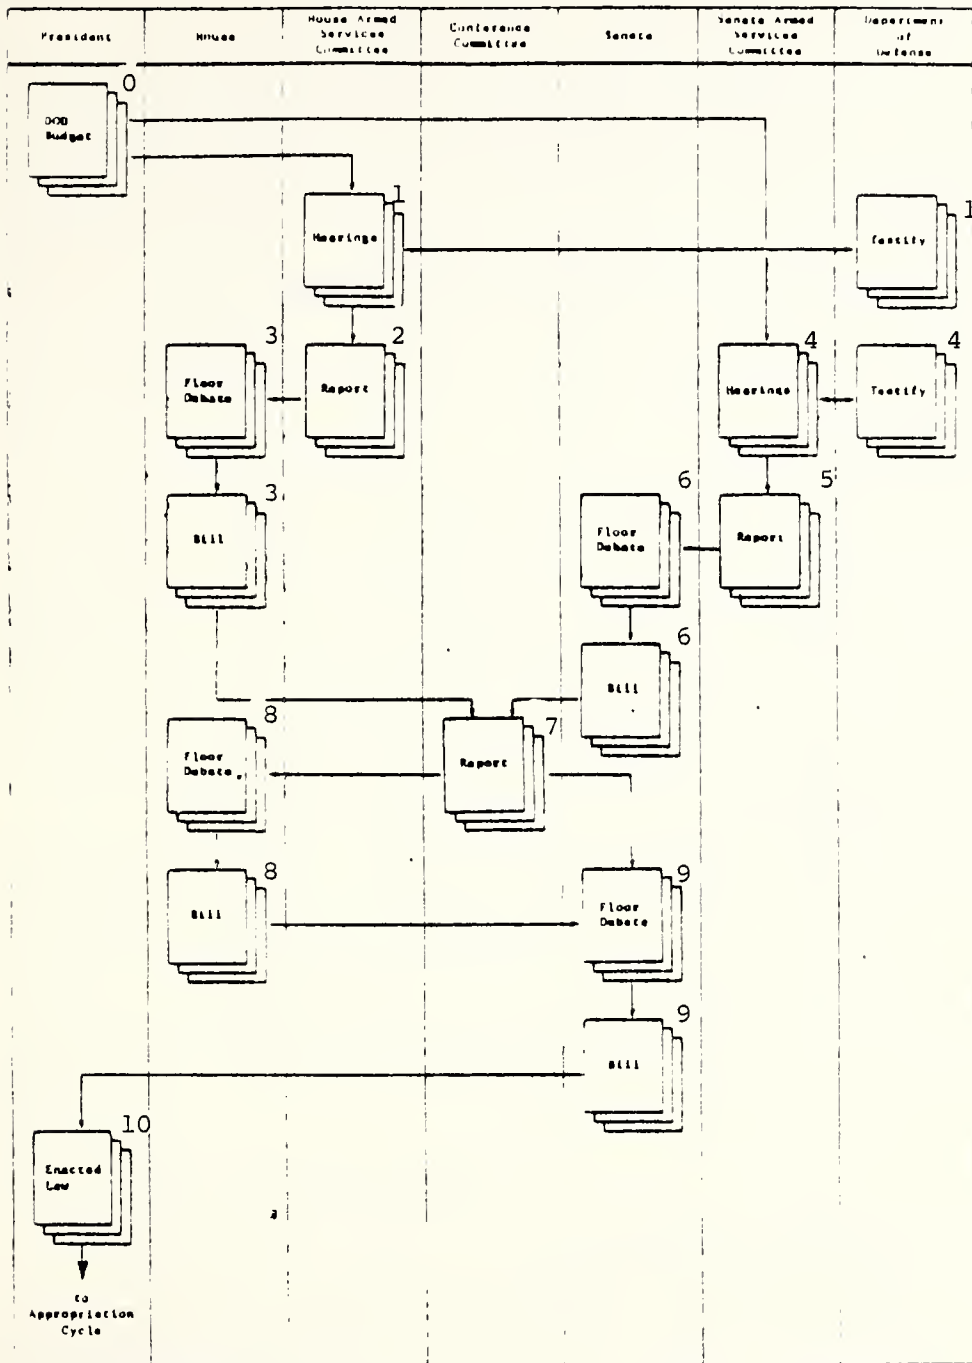 President
House
House Armed
Services
Committee
Conference
Committee
Senate
Senate Armed
Services
Committee
Department
of
Defense
0
DOD
Budget
1
Hearings
1
Testify
3
Floor
Debate
2
Report
4
Hearings
4
Testify
3
Bill
6
Floor
Debate
5
Report
6
Bill
8
Floor
Debate
7
Report
8
Bill
9
Floor
Debate
9
Bill
10
Enacted
Law
to
Appropriation
Cycle